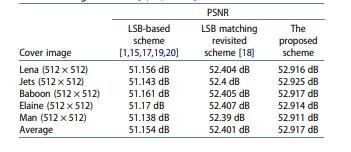 PSNR
LSB-based LSB matching The
scheme revisited proposed
Cover image [1,15,17,19,20] scheme [18] scheme
Lena (512 × 512) 51.156 dB 52.404 dB 52.916 dB
Jets (512 × 512) 51.143 dB 52.4 dB 52.925 dB
Baboon (512 × 512) 51.161 dB 52.405 dB 52.917 dB
Elaine (512 × 512) 51.17 dB 52.407 dB 52.914 dB
Man (512 × 512) 51.138 dB 52.39 dB 52.911 dB
Average 51.154 dB 52.401 dB 52.917 dB